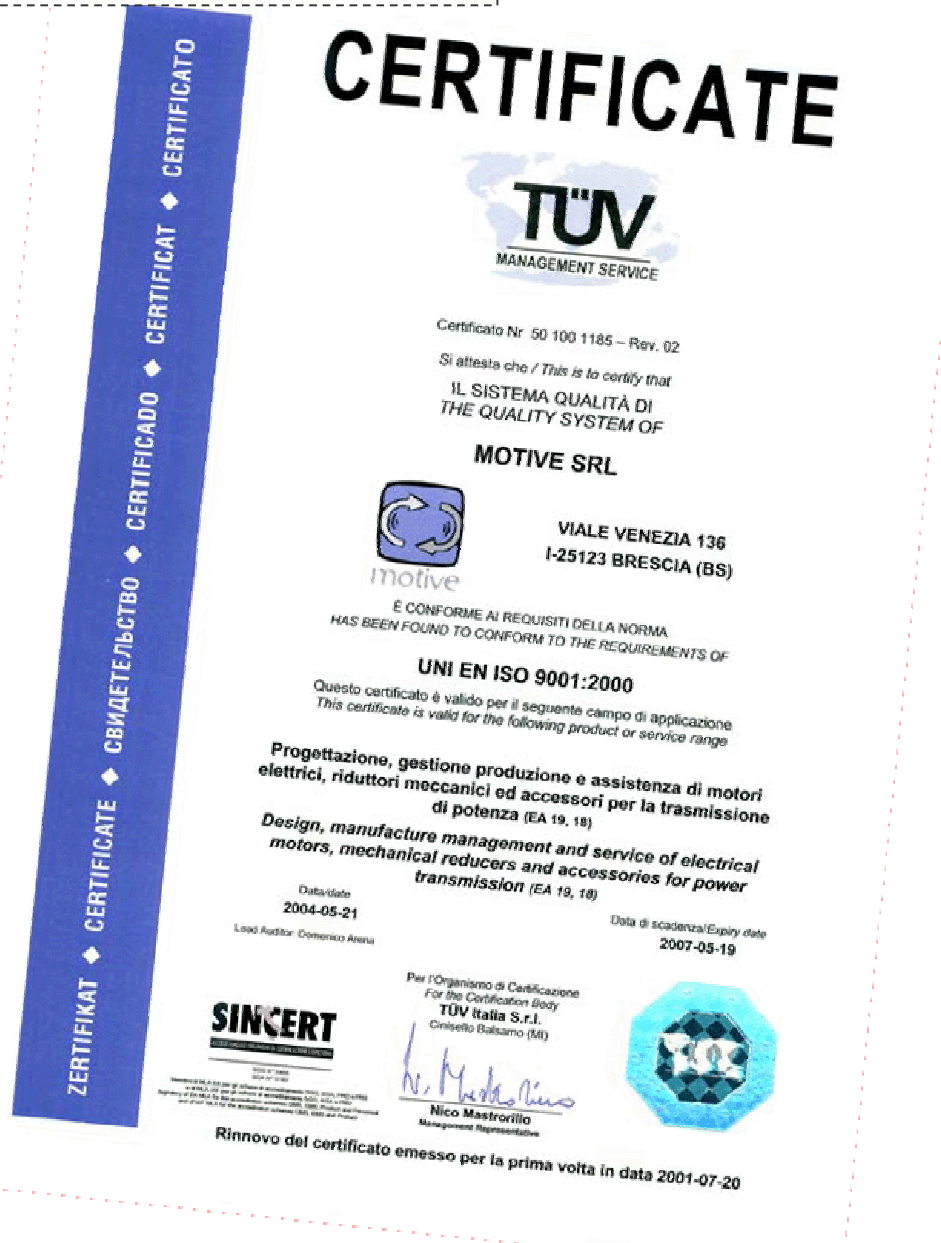 CERTIFICATE
TÜV
MANAGEMENT SERVICE
Certificato Nr 50 100 1185 – Rev. 02
Si attesta che / This is to certify that
IL SISTEMA QUALITÀ DI
THE QUALITY SYSTEM OF
MOTIVE SRL
motive
VIALE VENEZIA 136
I-25123 BRESCIA (BS)
È CONFORME AI REQUISITI DELLA NORMA
HAS BEEN FOUND TO CONFORM TO THE REQUIREMENTS OF
UNI EN ISO 9001:2000
Questo certificato è valido per il seguente campo di applicazione
This certificate is valid for the following product or service range
Progettazione, gestione produzione e assistenza di motori
elettrici, riduttori meccanici ed accessori per la trasmissione
di potenza (EA 19, 18)
Design, manufacture management and service of electrical
motors, mechanical reducers and accessories for power
transmission (EA 19, 18)
Data/date
2004-05-21
Lead Auditor: Domenico Arena
Data di scadenza/Expiry date
2007-05-19
Per l'Organismo di Certificazione
For the Certification Body
TÜV Italia S.r.l.
Cinisello Balsamo (MI)
SINCERT
Nico Mastrorillo
Management Representative
Rinnovo del certificato emesso per la prima volta in data 2001-07-20
ZERTIFIKAT ◆ CERTIFICATE ◆ СВИДЕТЕЛЬСТВО ◆ CERTIFICADO ◆ CERTIFICAT ◆ CERTIFICATO